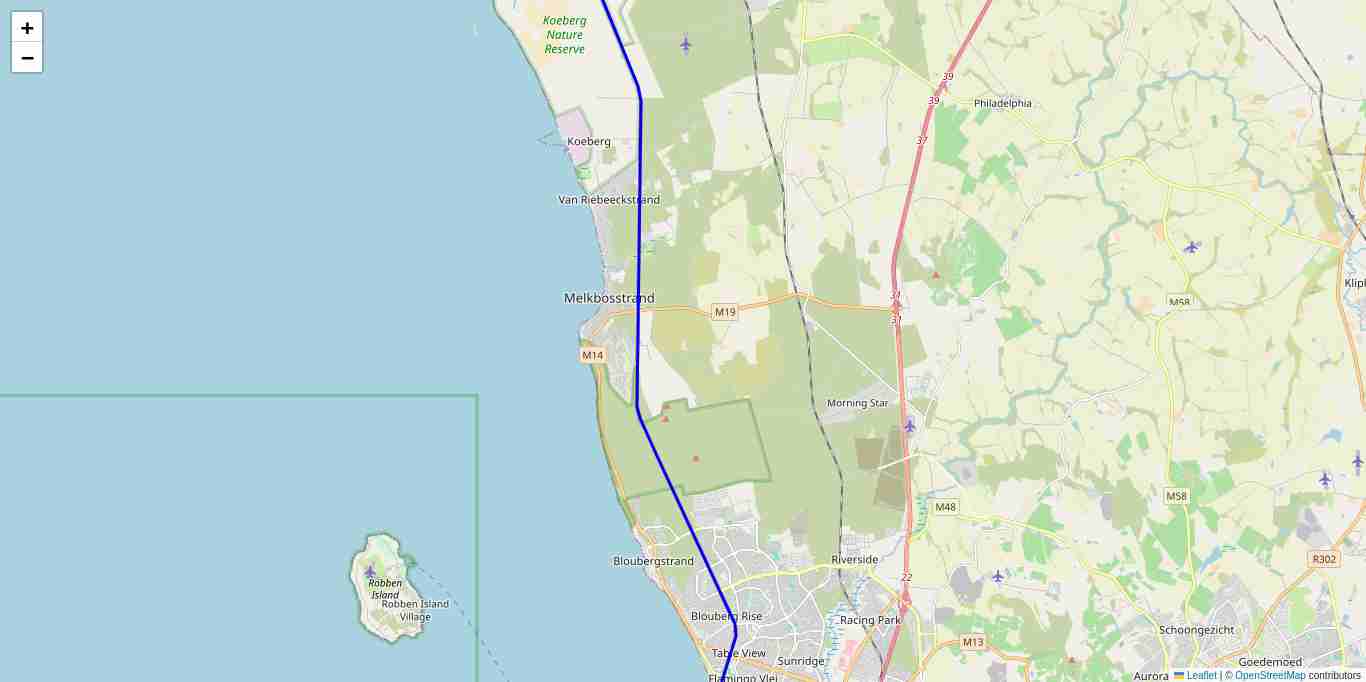 +
−
Koeberg
Nature
Reserve
39
39
Philadelphia
37
Koeberg
Van Riebeeckstrand
Melkbosstrand
M19
31
31
M58
M14
Morning Star
M58
M48
Bloubergstrand
Riverside
R302
22
Robben
Island
Robben Island
Village
Blouberg Rise
Racing Park
Schoongezicht
M13
Table View
Sunridge
Goedemoed
Flamingo Vlei
Aurora
Leaflet | © OpenStreetMap contributors